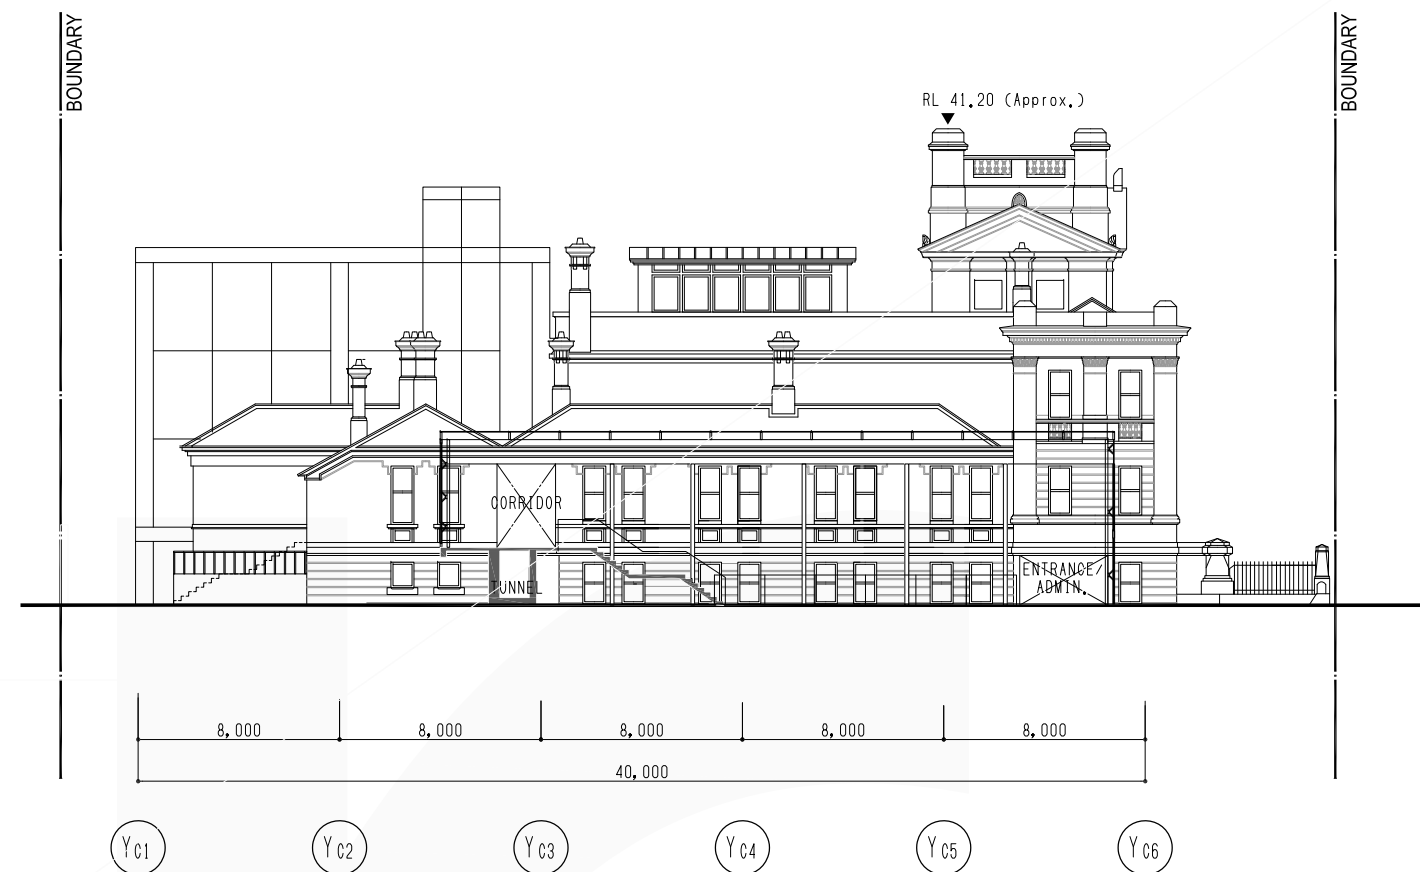 BOUNDARY
BOUNDARY
RL 41.20 (Approx.)
CORRIDOR
TUNNEL
ENTRANCE/
ADMIN.
8,000
8,000
8,000
8,000
8,000
40,000
YC1
YC2
YC3
YC4
YC5
YC6